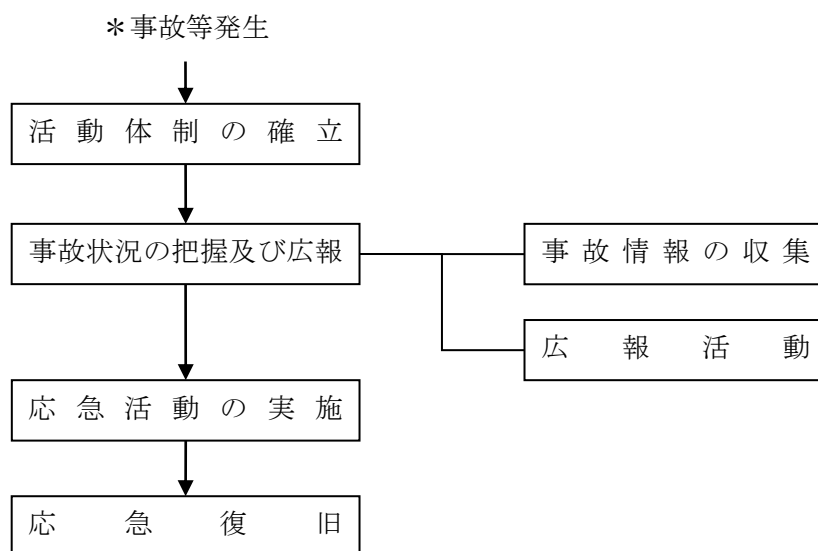 ＊事故等発生
活動体制の確立
事故状況の把握及び広報
事故情報の収集
広報活動
応急活動の実施
応急復旧